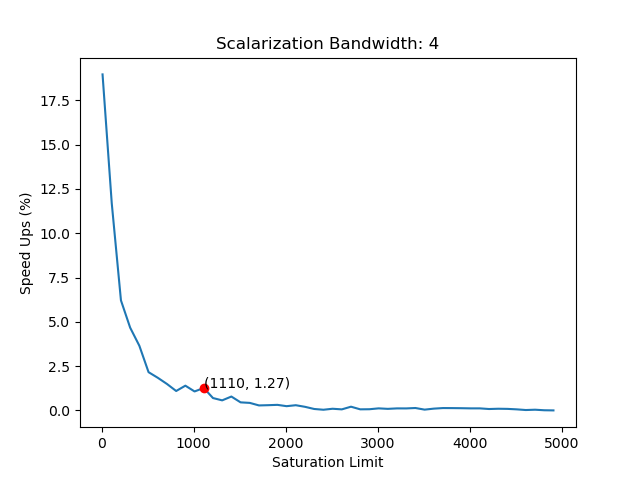 Scalarization Bandwidth: 4
Speed Ups (%)
17.5
15.0
12.5
10.0
7.5
5.0
2.5
0.0
(1110, 1.27)
0 1000 2000 3000 4000 5000
Saturation Limit